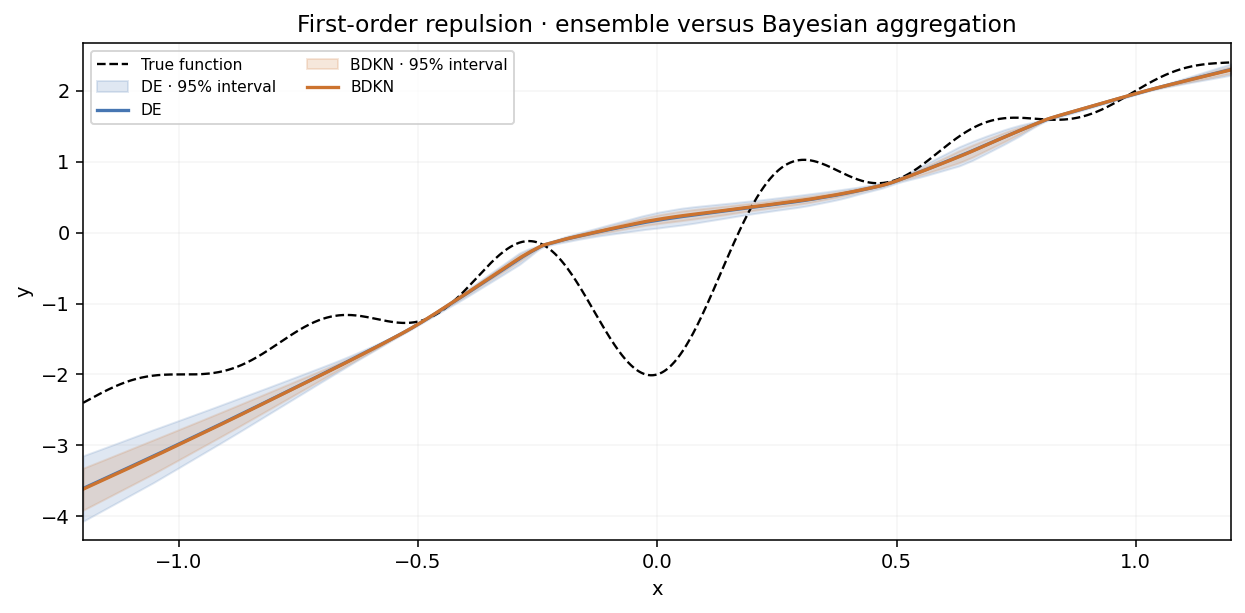 First-order repulsion · ensemble versus Bayesian aggregation
True function
DE · 95% interval
DE
BDKN · 95% interval
BDKN
y
2
1
0
−1
−2
−3
−4
−1.0 −0.5 0.0 0.5 1.0
x